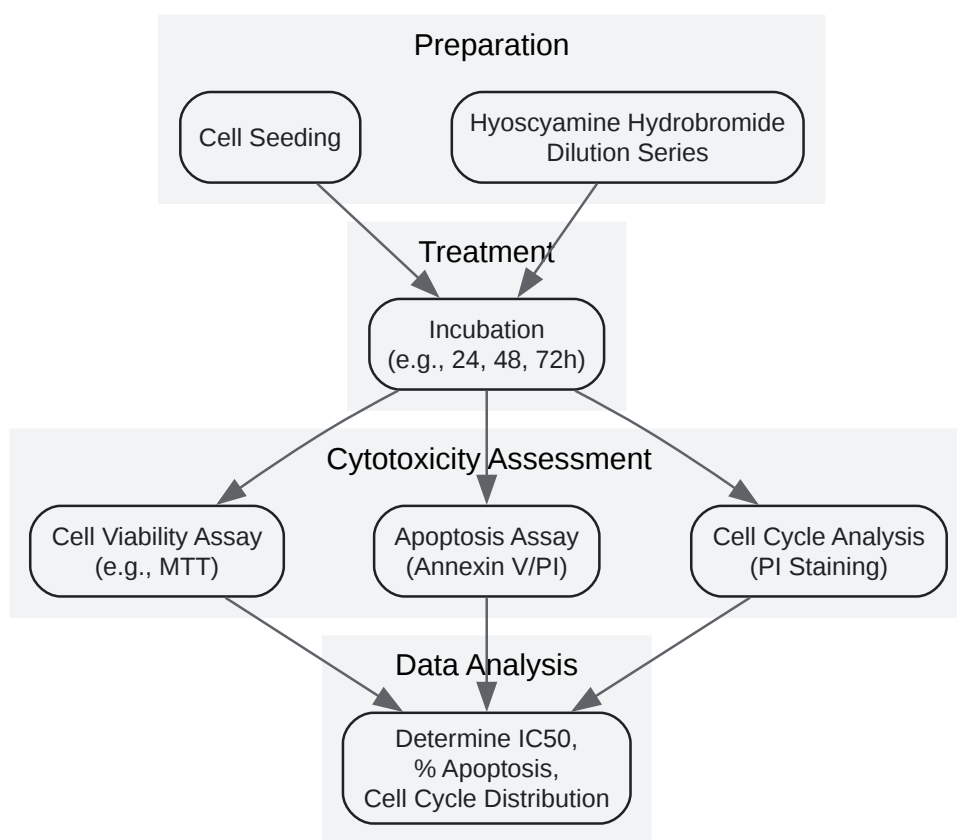 Preparation
Cell Seeding
Hyoscyamine Hydrobromide
Dilution Series
Treatment
Incubation
(e.g., 24, 48, 72h)
Cytotoxicity Assessment
Cell Viability Assay
(e.g., MTT)
Apoptosis Assay
(Annexin V/PI)
Cell Cycle Analysis
(PI Staining)
Data Analysis
Determine IC50,
% Apoptosis,
Cell Cycle Distribution